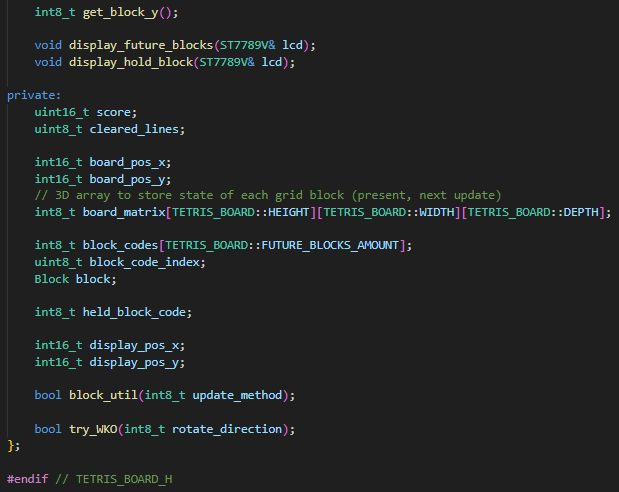 int8_t get_block_y();
void display_future_blocks(ST7789V& lcd);
void display_hold_block(ST7789V& lcd);
private:
uint16_t score;
uint8_t cleared_lines;
int16_t board_pos_x;
int16_t board_pos_y;
// 3D array to store state of each grid block (present, next update)
int8_t board_matrix[TETRIS_BOARD::HEIGHT][TETRIS_BOARD::WIDTH][TETRIS_BOARD::DEPTH];
int8_t block_codes[TETRIS_BOARD::FUTURE_BLOCKS_AMOUNT];
uint8_t block_code_index;
Block block;
int8_t held_block_code;
int16_t display_pos_x;
int16_t display_pos_y;
bool block_util(int8_t update_method);
bool try_WKO(int8_t rotate_direction);
};
#endif // TETRIS_BOARD_H